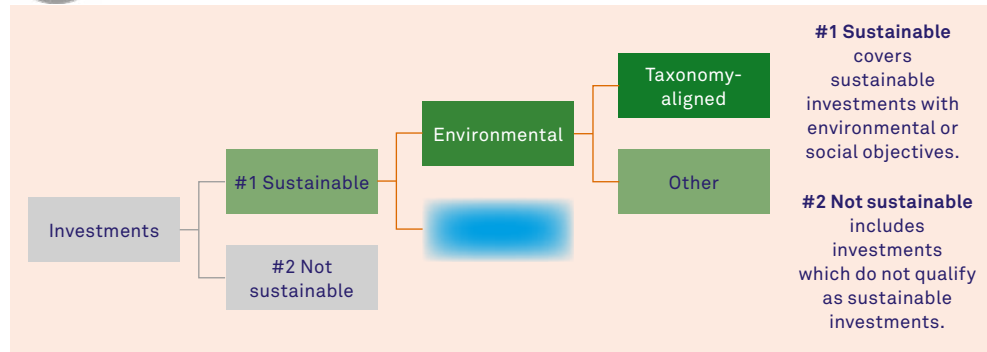 Investments
#1 Sustainable
#2 Not
sustainable
Environmental
Taxonomy-
aligned
Other
#1 Sustainable
covers
sustainable
investments with
environmental or
social objectives.
#2 Not sustainable
includes
investments
which do not qualify
as sustainable
investments.